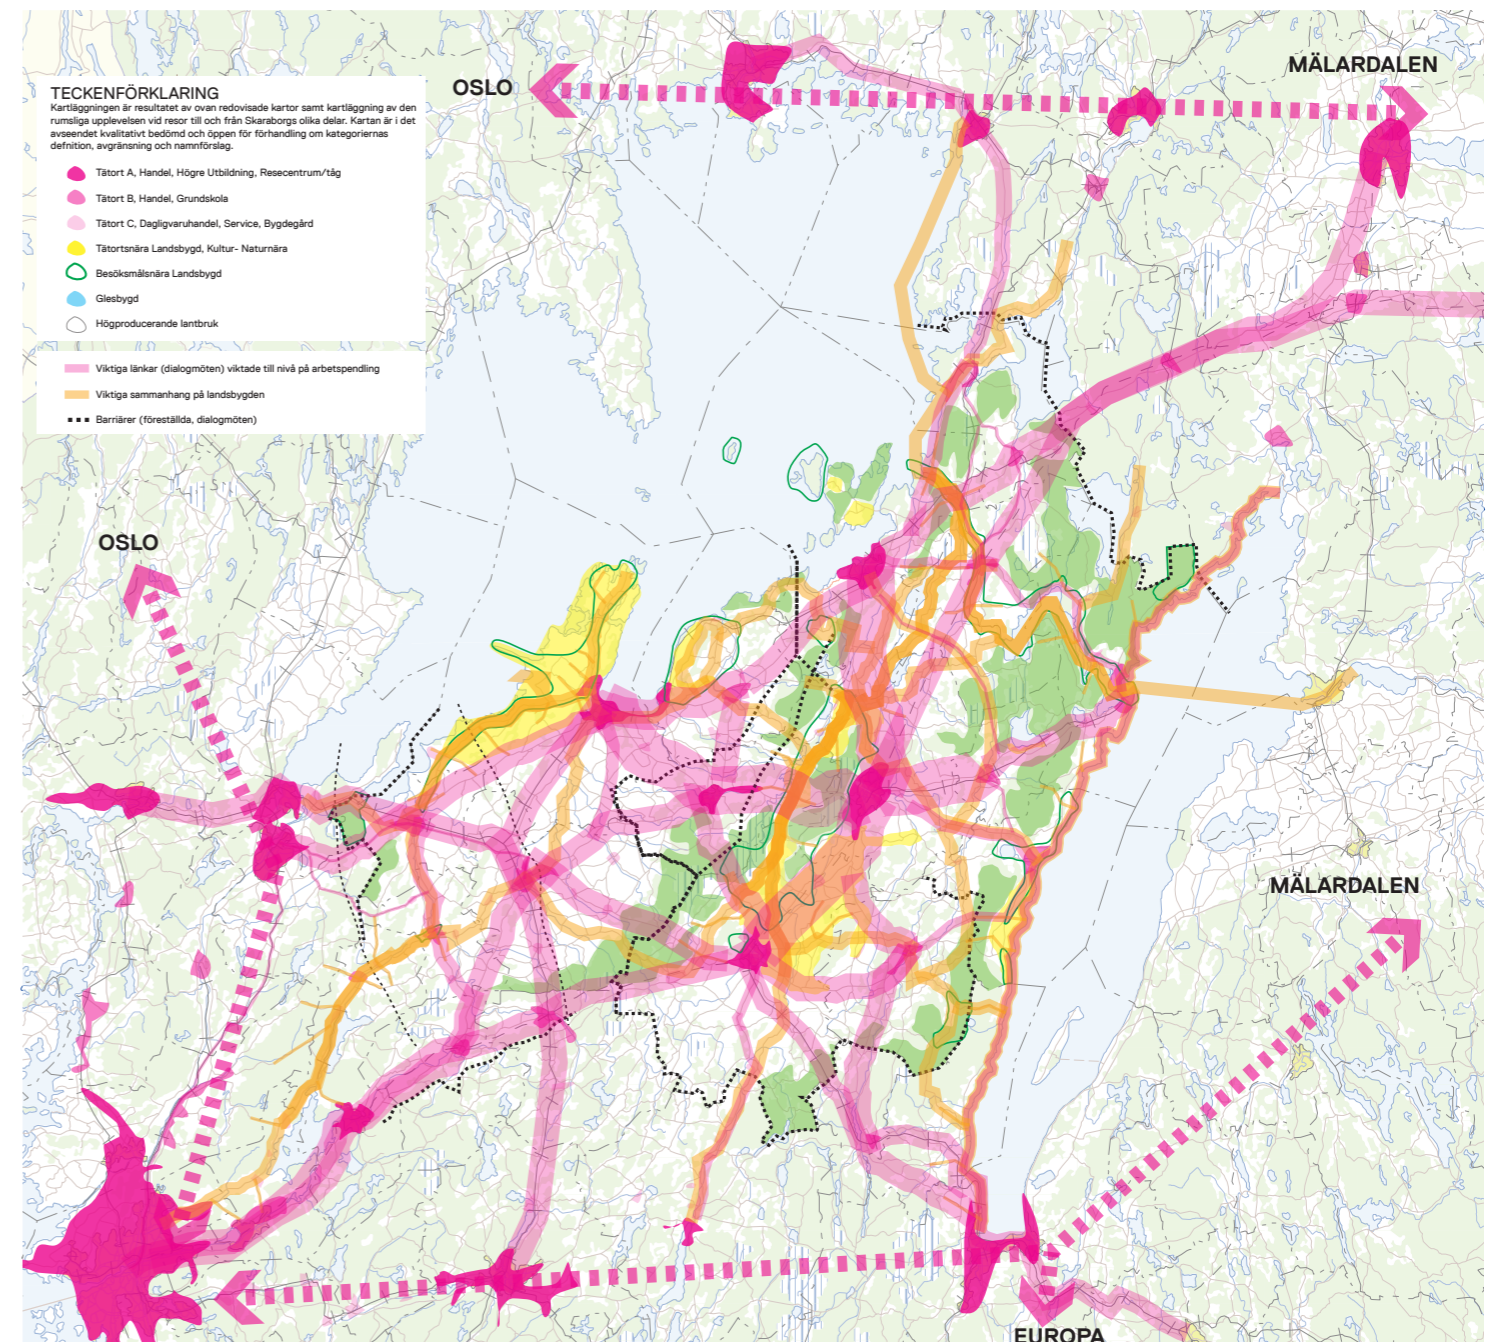 OSLO
MÄLARDALEN
TECKENFÖRKLARING
Kartläggningen är resultatet av ovan redovisade kartor samt kartläggning av den
rumsliga upplevelsen vid resor till och från Skaraborgs olika delar. Kartan är i det
avseendet kvalitativt bedömd och öppen för förhandling om kategoriernas
defnition, avgränsning och namnförslag.
Tätort A, Handel, Högre Utbildning, Resecentrum/tåg
Tätort B, Handel, Grundskola
Tätort C, Dagligvaruhandel, Service, Bygdegård
Tätortsnära Landsbygd, Kultur- Naturnära
Besöksmålsnära Landsbygd
Glesbygd
Högproducerande lantbruk
Viktiga länkar (dialogmöten) viktade till nivå på arbetspendling
Viktiga sammanhang på landsbygden
Barriärer (föreställda, dialogmöten)
OSLO
MÄLARDALEN
EUROPA